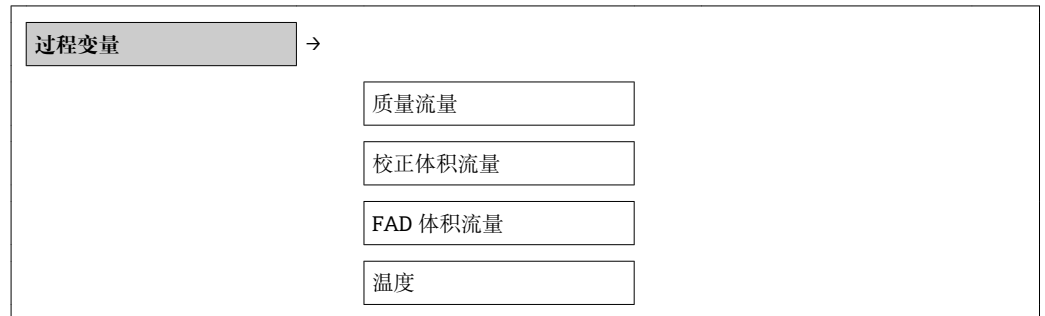 过程变量 →
质量流量
校正体积流量
FAD 体积流量
温度